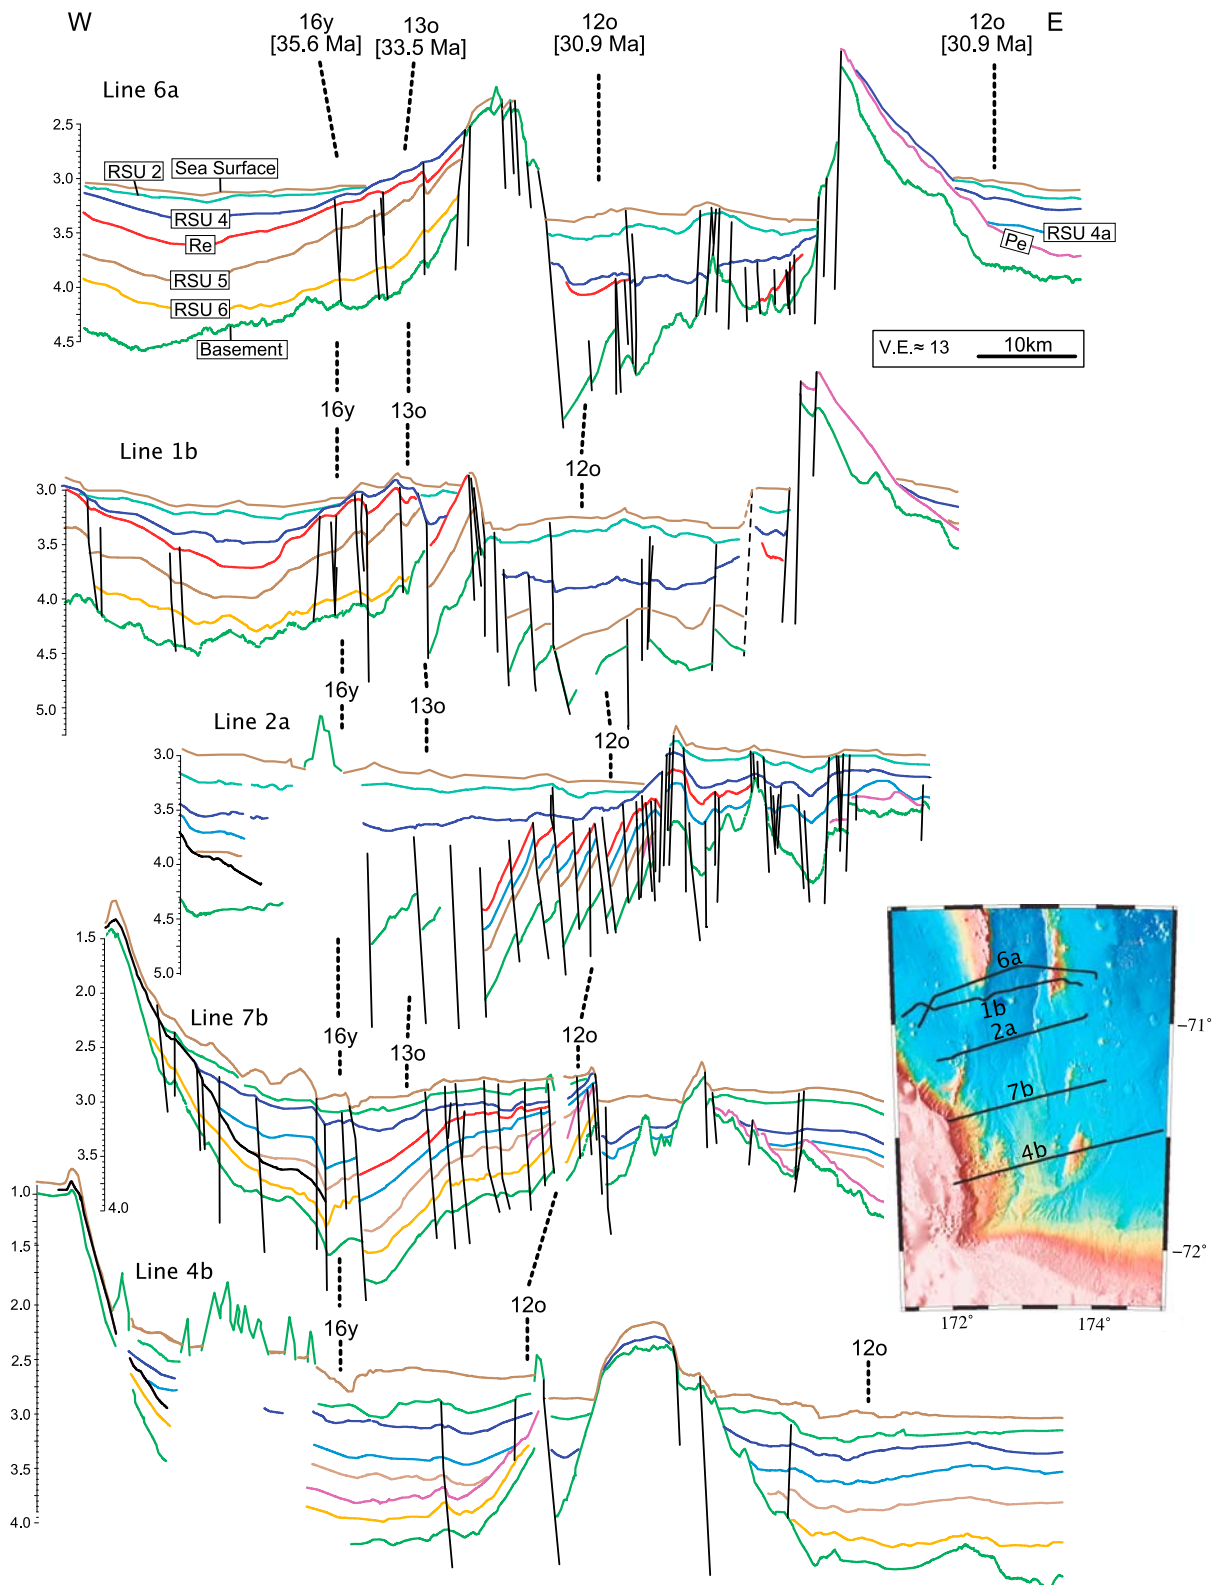 W
16y
[35.6 Ma]
13o
[33.5 Ma]
12o
[30.9 Ma]
12o
[30.9 Ma]
E
Line 6a
2.5
3.0
3.5
4.0
4.5
RSU 2
Sea Surface
RSU 4
Re
RSU 5
RSU 6
Basement
RSU 4a
Pe
V.E.≈ 13
10km
16y
13o
12o
Line 1b
3.0
3.5
4.0
4.5
5.0
16y
13o
12o
Line 2a
3.0
3.5
4.0
4.5
5.0
16y
13o
12o
Line 7b
1.5
2.0
2.5
3.0
3.5
4.0
16y
12o
12o
Line 4b
1.0
1.5
2.0
2.5
3.0
3.5
4.0
6a
1b
2a
7b
4b
−71°
−72°
172°
174°